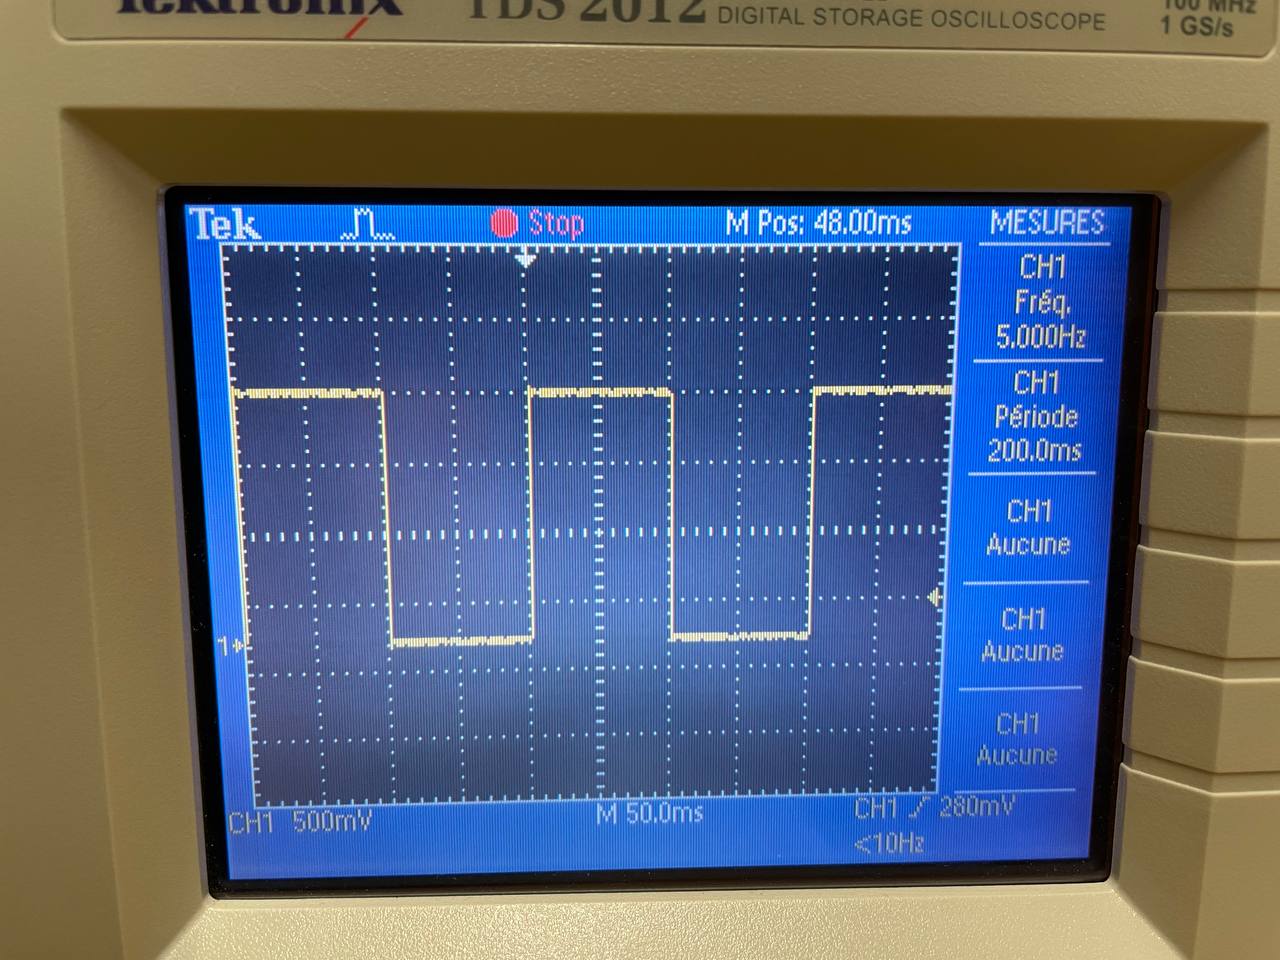 Tektronix TDS 2012
DIGITAL STORAGE OSCILLOSCOPE
100 MHz
1 GS/s
Tek Stop M Pos: 48.00ms MESURES
CH1
Fréq.
5.000Hz
CH1
Période
200.0ms
CH1
Aucune
CH1
Aucune
CH1
Aucune
1
CH1 500mV M 50.0ms CH1 280mV
<10Hz